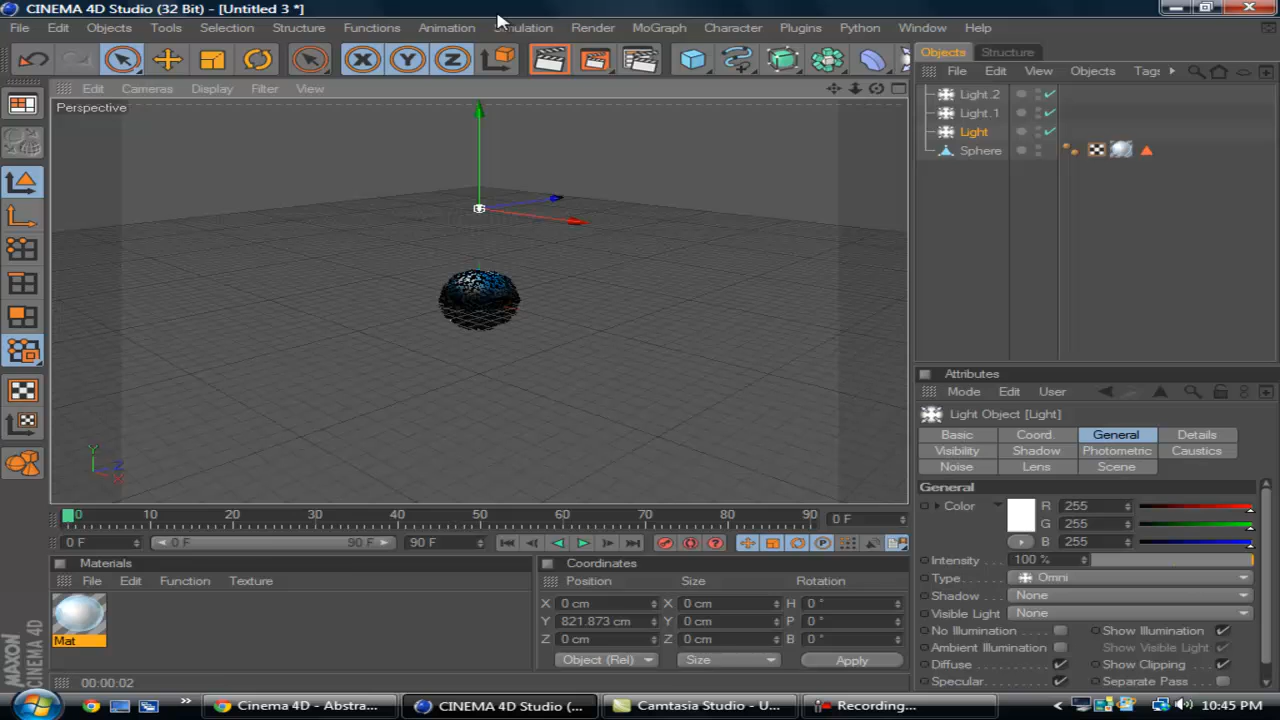 CINEMA 4D Studio (32 Bit) - [Untitled 3 *]
File Edit Objects Tools Selection Structure Functions Animation Simulation Render MoGraph Character Plugins Python Window Help
Objects Structure
Edit Cameras Display Filter View
File Edit View Objects Tags
Perspective
Light.2
Light.1
Light
Sphere
Y
Z
X
Attributes
Mode Edit User
Light Object [Light]
Basic Coord. General Details
Visibility Shadow Photometric Caustics
Noise Lens Scene
General
Color R 255
G 255
B 255
Intensity 100 %
Type Omni
Shadow None
Visible Light None
No Illumination Show Illumination
Ambient Illumination Show Visible Light
Diffuse Show Clipping
Specular Separate Pass
0 10 20 30 40 50 60 70 80 90 0 F
0 F 0 F 90 F 90 F
Materials
File Edit Function Texture
Mat
Coordinates
Position Size Rotation
X 0 cm X 0 cm H 0 °
Y 821.873 cm Y 0 cm P 0 °
Z 0 cm Z 0 cm B 0 °
Object (Rel) Size Apply
MAXON CINEMA 4D
00:00:02
Cinema 4D - Abstra... CINEMA 4D Studio (... Camtasia Studio - U... Recording... 10:45 PM